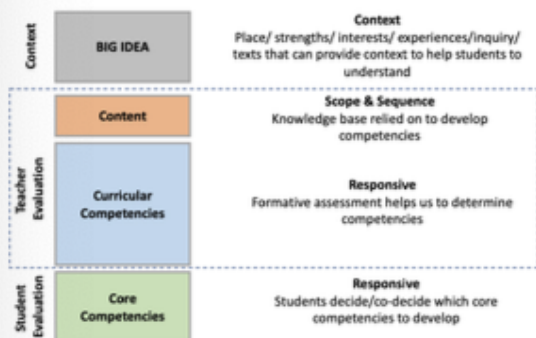 Context
BIG IDEA
Context
Place/ strengths/ interests/ experiences/inquiry/
texts that can provide context to help students to
understand
Teacher
Evaluation
Content
Scope & Sequence
Knowledge base relied on to develop
competencies
Curricular
Competencies
Responsive
Formative assessment helps us to determine
competencies
Student
Evaluation
Core
Competencies
Responsive
Students decide/co-decide which core
competencies to develop